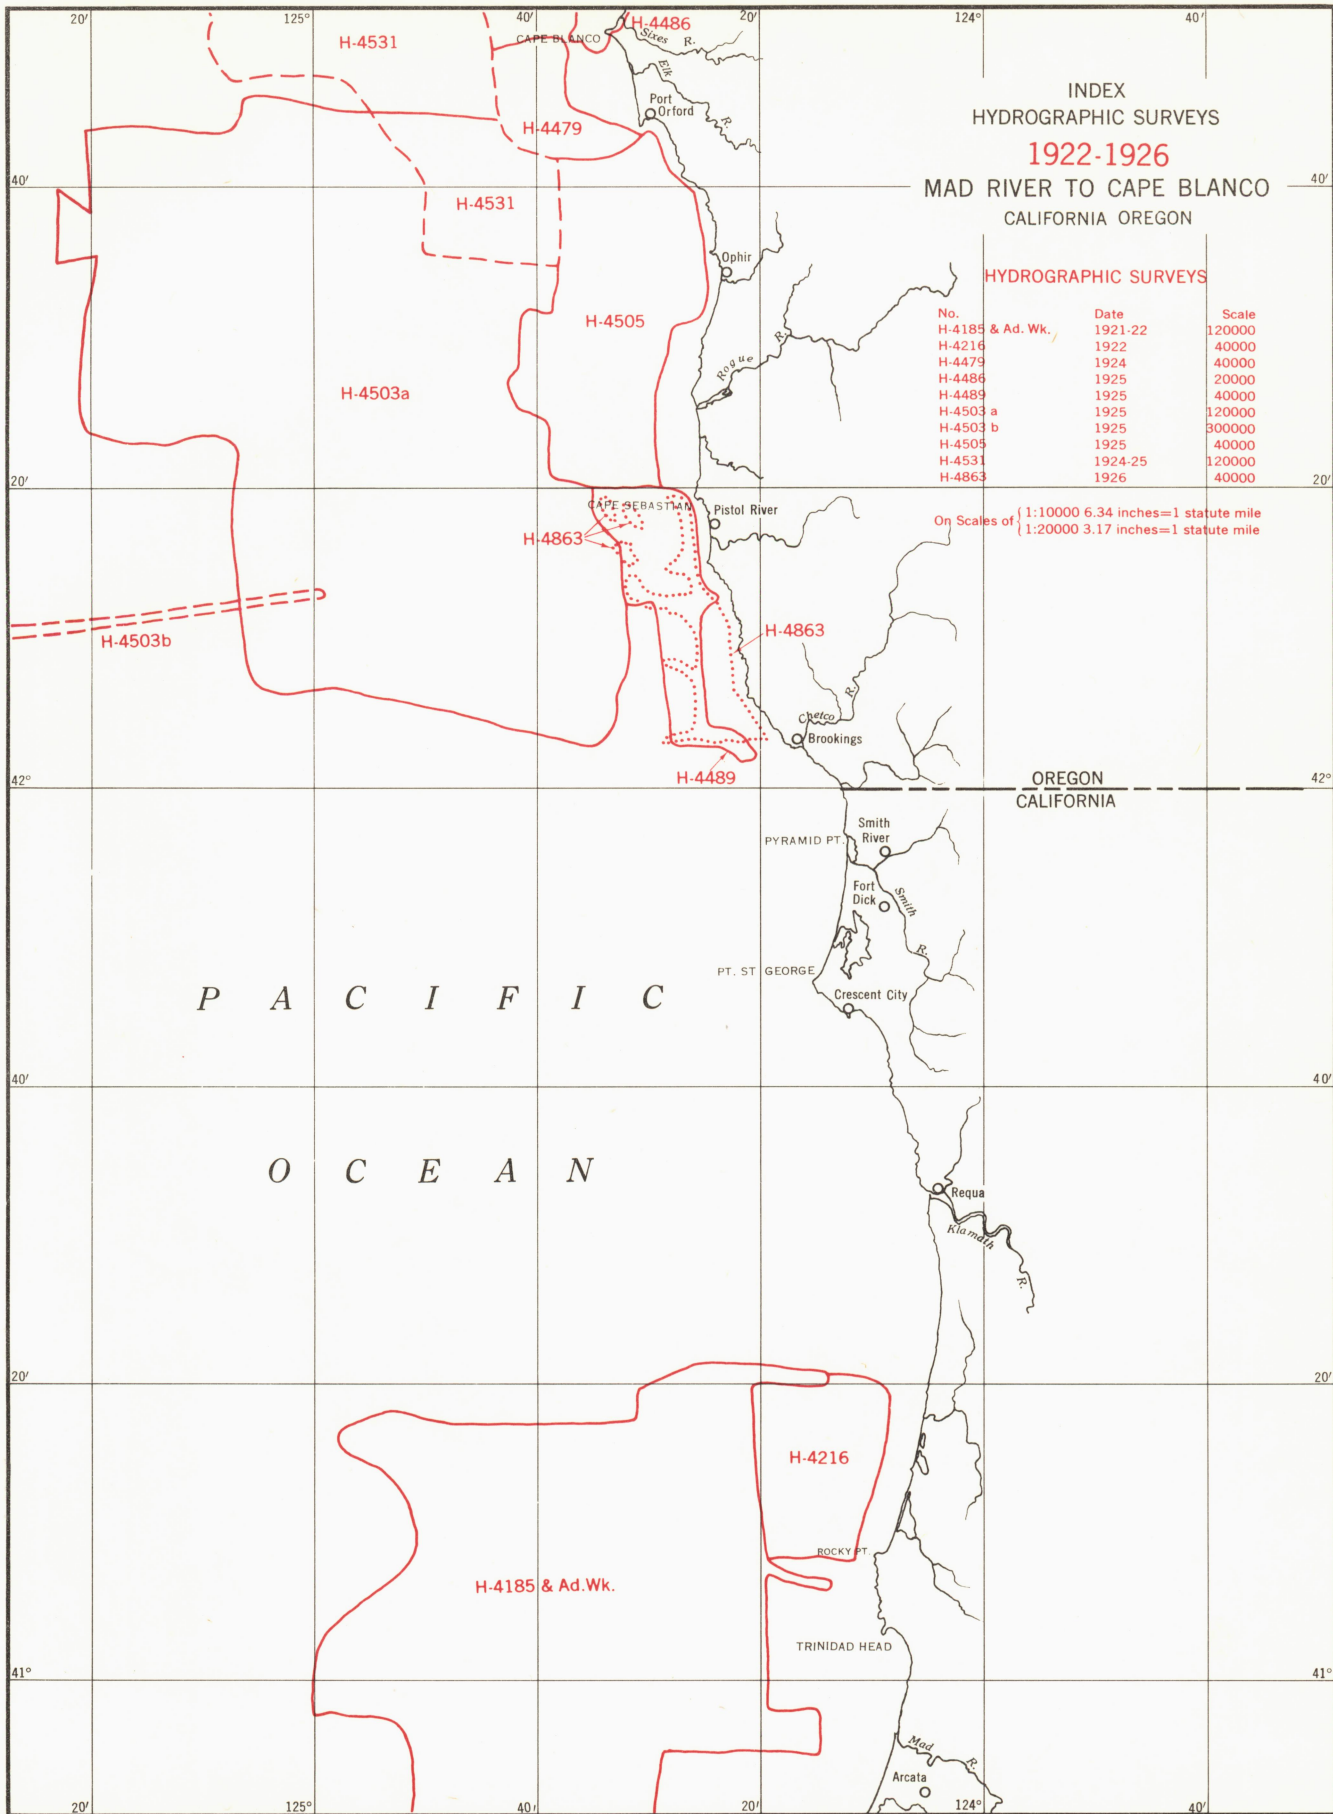 20′ 125° 40′ 20′ 124° 40′
H-4486
Sixes R.
CAPE BLANCO
H-4531
Elk R.
Port
Orford
H-4479
INDEX
HYDROGRAPHIC SURVEYS
1922-1926
MAD RIVER TO CAPE BLANCO
CALIFORNIA OREGON
40′ 40′
H-4531
Ophir
HYDROGRAPHIC SURVEYS
No. Date Scale
H-4185 & Ad. Wk. 1921-22 120000
H-4216 1922 40000
H-4479 1924 40000
H-4486 1925 20000
H-4489 1925 40000
H-4503 a 1925 120000
H-4503 b 1925 300000
H-4505 1925 40000
H-4531 1924-25 120000
H-4863 1926 40000
On Scales of { 1:10000 6.34 inches=1 statute mile
{ 1:20000 3.17 inches=1 statute mile
H-4505
Rogue R.
H-4503a
20′ 20′
CAPE SEBASTIAN
Pistol River
H-4863
H-4863
H-4503b
Chetco R.
Brookings
H-4489
42° 42°
OREGON
CALIFORNIA
PYRAMID PT.
Smith
River
Fort
Dick
Smith R.
PT. ST GEORGE
Crescent City
PACIFIC
40′ 40′
OCEAN
Requa
Klamath R.
20′ 20′
H-4216
ROCKY PT.
H-4185 & Ad.Wk.
TRINIDAD HEAD
41° 41°
Mad R.
Arcata
20′ 125° 40′ 20′ 124° 40′